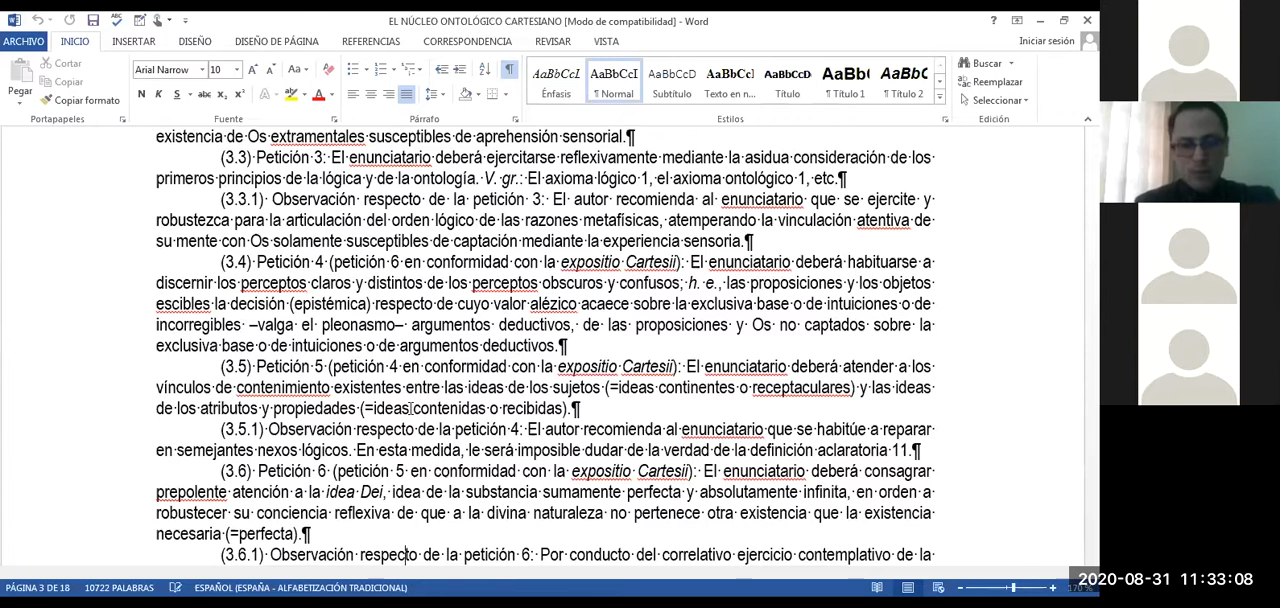 EL NÚCLEO ONTOLÓGICO CARTESIANO [Modo de compatibilidad] - Word
ARCHIVO INICIO INSERTAR DISEÑO DISEÑO DE PÁGINA REFERENCIAS CORRESPONDENCIA REVISAR VISTA Iniciar sesión
Pegar
Cortar
Copiar
Copiar formato
Portapapeles
Arial Narrow 10
Aa
N K S abc x₂ x²
Fuente
Párrafo
AaBbCcI AaBbCcI AaBbCcD AaBbCcI AaBbCcD AaBb( AaBbC
Énfasis ¶ Normal Subtítulo Texto en n... Título ¶ Título 1 ¶ Título 2
Estilos
Buscar
Reemplazar
Seleccionar
Edición
existencia de Os extramentales susceptibles de aprehensión sensorial.¶
(3.3) Petición 3: El enunciatario deberá ejercitarse reflexivamente mediante la asidua consideración de los
primeros principios de la lógica y de la ontología. V. gr.: El axioma lógico 1, el axioma ontológico 1, etc.¶
(3.3.1) Observación respecto de la petición 3: El autor recomienda al enunciatario que se ejercite y
robustezca para la articulación del orden lógico de las razones metafísicas, atemperando la vinculación atentiva de
su mente con Os solamente susceptibles de captación mediante la experiencia sensoria.¶
(3.4) Petición 4 (petición 6 en conformidad con la expositio Cartesii): El enunciatario deberá habituarse a
discernir los perceptos claros y distintos de los perceptos obscuros y confusos; h. e., las proposiciones y los objetos
escibles la decisión (epistémica) respecto de cuyo valor alézico acaece sobre la exclusiva base o de intuiciones o de
incorregibles –valga el pleonasmo– argumentos deductivos, de las proposiciones y Os no captados sobre la
exclusiva base o de intuiciones o de argumentos deductivos.¶
(3.5) Petición 5 (petición 4 en conformidad con la expositio Cartesii): El enunciatario deberá atender a los
vínculos de contenimiento existentes entre las ideas de los sujetos (=ideas continentes o receptaculares) y las ideas
de los atributos y propiedades (=ideas contenidas o recibidas).¶
(3.5.1) Observación respecto de la petición 4: El autor recomienda al enunciatario que se habitúe a reparar
en semejantes nexos lógicos. En esta medida, le será imposible dudar de la verdad de la definición aclaratoria 11.¶
(3.6) Petición 6 (petición 5 en conformidad con la expositio Cartesii): El enunciatario deberá consagrar
prepolente atención a la idea Dei, idea de la substancia sumamente perfecta y absolutamente infinita, en orden a
robustecer su conciencia reflexiva de que a la divina naturaleza no pertenece otra existencia que la existencia
necesaria (=perfecta).¶
(3.6.1) Observación respecto de la petición 6: Por conducto del correlativo ejercicio contemplativo de la
PÁGINA 3 DE 18 10722 PALABRAS ESPAÑOL (ESPAÑA - ALFABETIZACIÓN TRADICIONAL) 170 %
2020-08-31 11:33:08